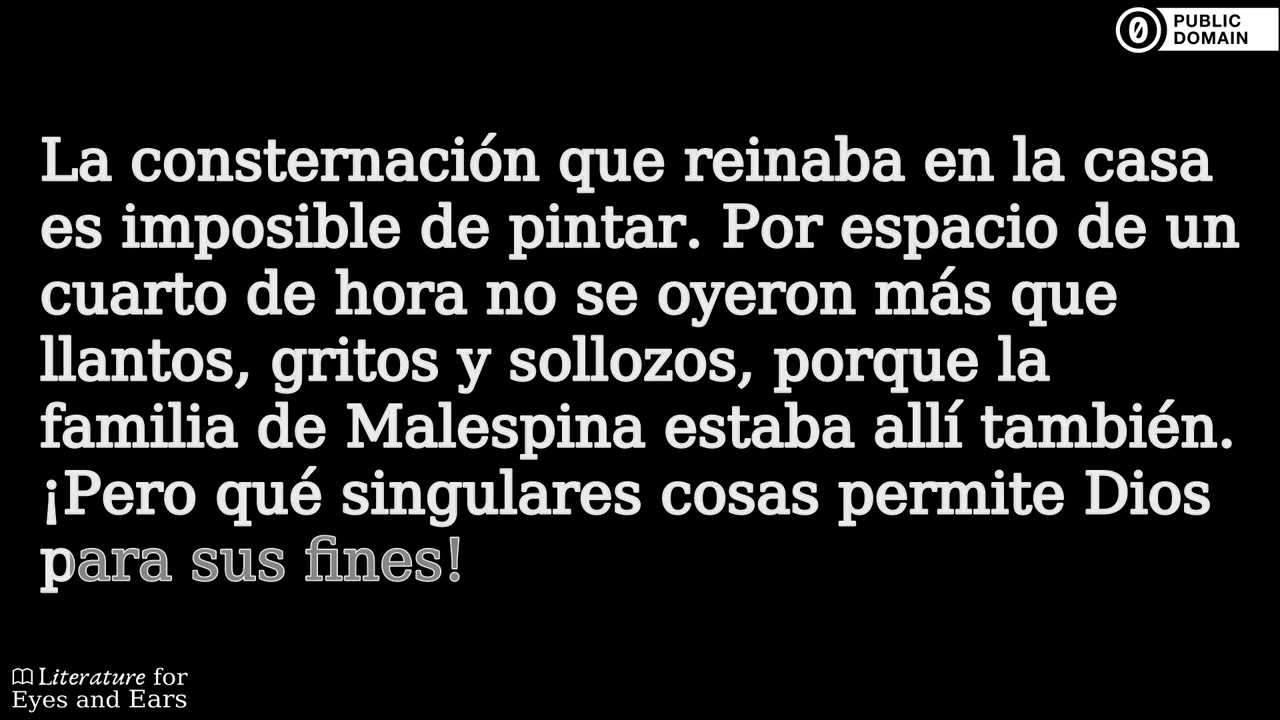 PUBLIC
DOMAIN
La consternación que reinaba en la casa
es imposible de pintar. Por espacio de un
cuarto de hora no se oyeron más que
llantos, gritos y sollozos, porque la
familia de Malespina estaba allí también.
¡Pero qué singulares cosas permite Dios
para sus fines!
Literature for
Eyes and Ears